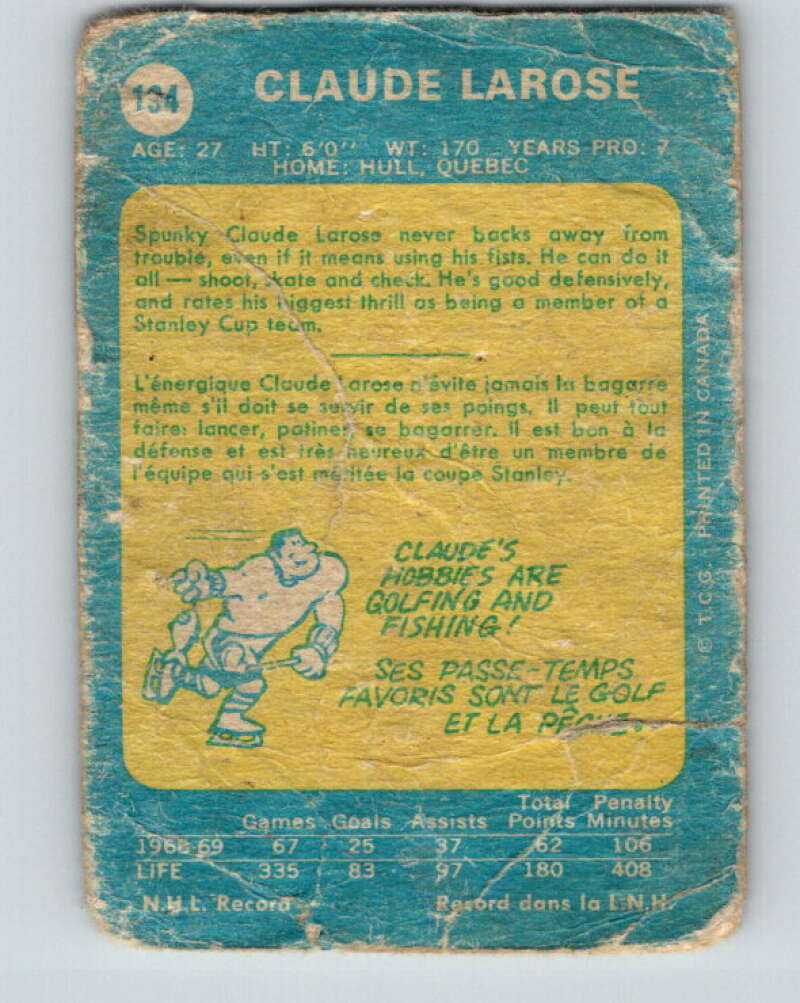 134
CLAUDE LAROSE
AGE: 27 HT: 6'0" WT: 170 YEARS PRO: 7
HOME: HULL, QUEBEC
Spunky Claude Larose never backs away from
trouble, even if it means using his fists. He can do it
all — shoot, skate and check. He's good defensively,
and rates his biggest thrill as being a member of a
Stanley Cup team.
L'énergique Claude Larose n'évite jamais la bagarre
même s'il doit se servir de ses poings. Il peut tout
faire: lancer, patiner, se bagarrer. Il est bon à la
défense et est très heureux d'être un membre de
l'équipe qui s'est méritée la coupe Stanley.
CLAUDE'S
HOBBIES ARE
GOLFING AND
FISHING!
SES PASSE-TEMPS
FAVORIS SONT LE GOLF
ET LA PÊCHE.
© T.C.G. PRINTED IN CANADA
Total Penalty
Games Goals Assists Points Minutes
1968-69 67 25 37 62 106
LIFE 335 83 97 180 408
N.H.L. Record Record dans la L.N.H.